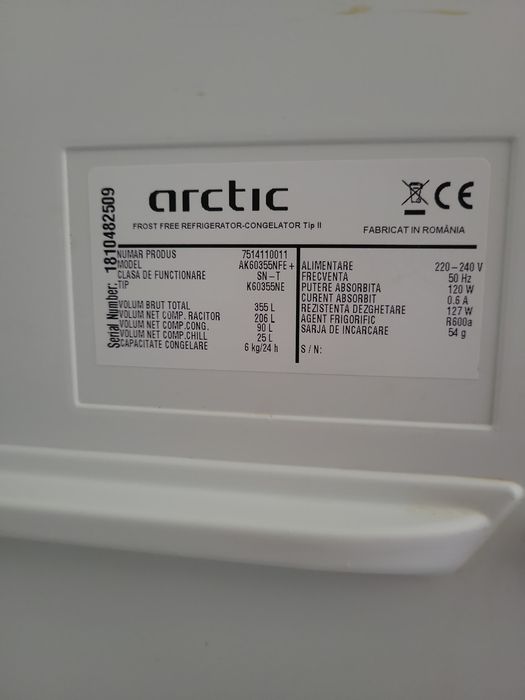 Serial Number: 1810482509
arctic
CE
FROST FREE REFRIGERATOR-CONGELATOR Tip II
FABRICAT IN ROMÂNIA
NUMAR PRODUS 7514110011
MODEL AK60355NFE+
CLASA DE FUNCTIONARE SN-T
TIP K60355NE
VOLUM BRUT TOTAL 355 L
VOLUM NET COMP. RACITOR 206 L
VOLUM NET COMP.CONG. 90 L
VOLUM NET COMP.CHILL 25 L
CAPACITATE CONGELARE 6 kg/24 h
ALIMENTARE 220-240 V
FRECVENTA 50 Hz
PUTERE ABSORBITA 120 W
CURENT ABSORBIT 0.6 A
REZISTENTA DEZGHETARE 127 W
AGENT FRIGORIFIC R600a
SARJA DE INCARCARE 54 g
S / N: